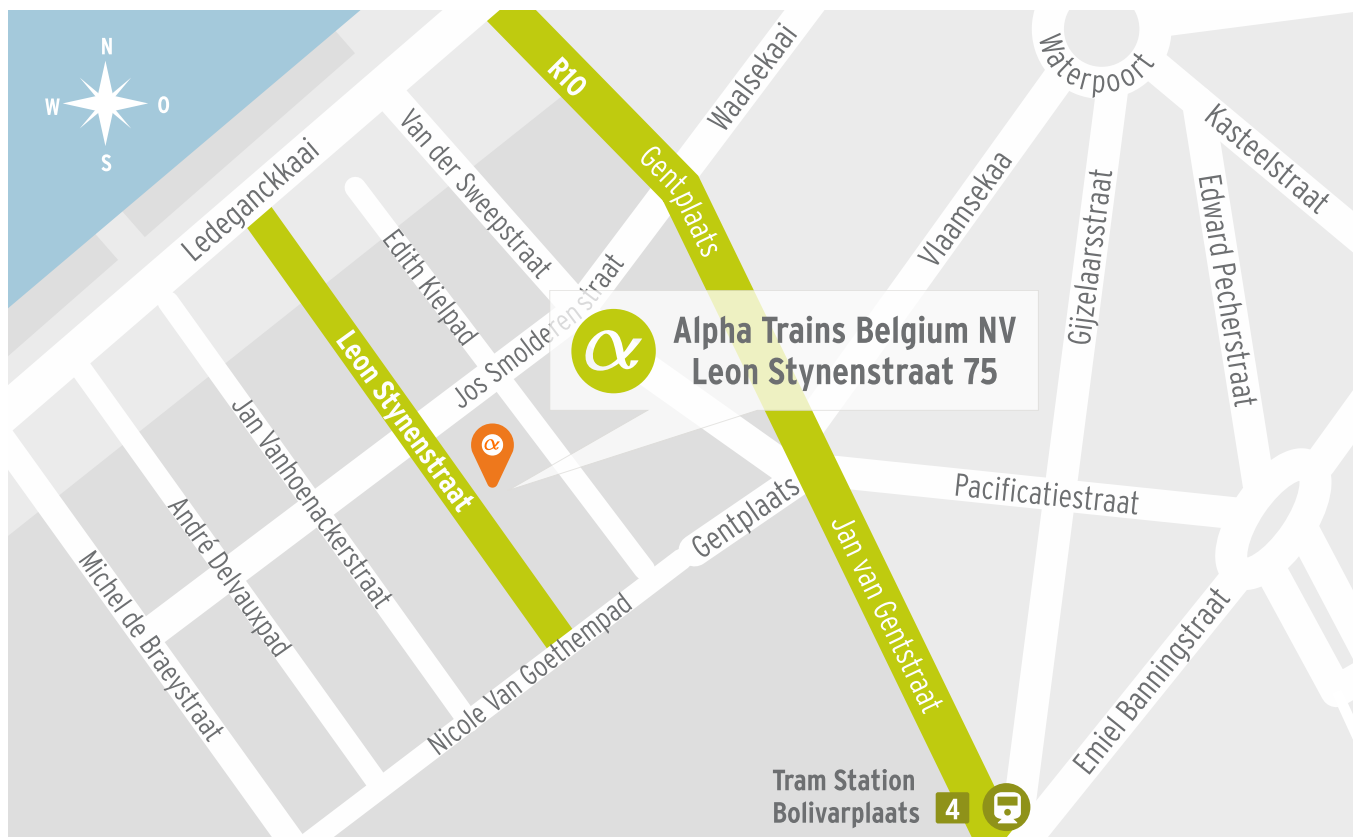 N
W
O
S
R10
Gentplaats
Waalsekaai
Waterpoort
Kasteelstraat
Ledeganckkaai
Van der Sweepstraat
Edith Kielpad
Jos Smolderenstraat
Vlaamsekaa
Gijzelaarsstraat
Edward Pecherstraat
Alpha Trains Belgium NV
Leon Stynenstraat 75
α
Leon Stynenstraat
α
Jan Vanhoenackerstraat
André Delvauxpad
Michel de Braeystraat
Gentplaats
Pacificatiestraat
Jan van Gentstraat
Nicole Van Goethempad
Emiel Banningstraat
Tram Station
Bolivarplaats
4